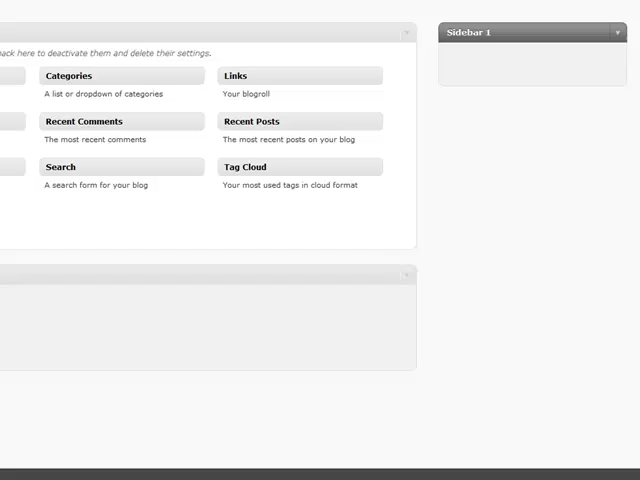 Sidebar 1
back here to deactivate them and delete their settings.
Categories
Links
A list or dropdown of categories
Your blogroll
Recent Comments
Recent Posts
The most recent comments
The most recent posts on your blog
Search
Tag Cloud
A search form for your blog
Your most used tags in cloud format